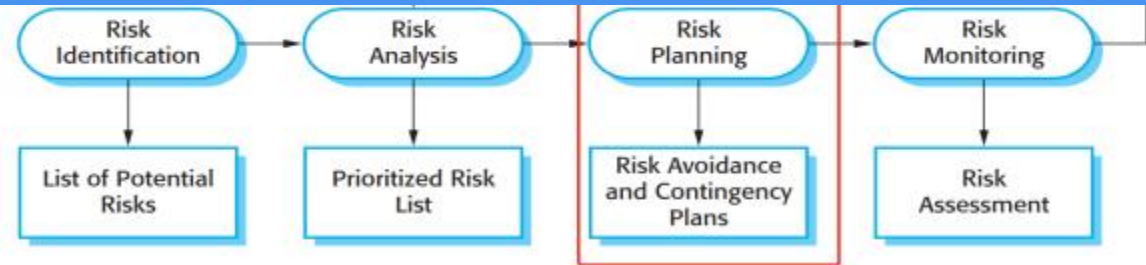 Risk
Identification
Risk
Analysis
Risk
Planning
Risk
Monitoring
List of Potential
Risks
Prioritized Risk
List
Risk Avoidance
and Contingency
Plans
Risk
Assessment